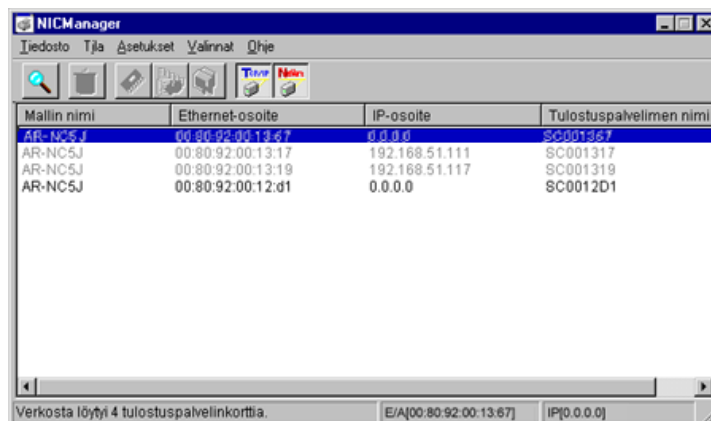 NICManager
Tiedosto Tila Asetukset Valinnat Ohje
Mallin nimi Ethernet-osoite IP-osoite Tulostuspalvelimen nimi
AR-NC5J 00:80:92:00:13:67 0.0.0.0 SC001367
AR-NC5J 00:80:92:00:13:17 192.168.51.111 SC001317
AR-NC5J 00:80:92:00:13:19 192.168.51.117 SC001319
AR-NC5J 00:80:92:00:12:d1 0.0.0.0 SC0012D1
Verkosta löytyi 4 tulostuspalvelinkorttia. E/A[00:80:92:00:13:67] IP[0.0.0.0]